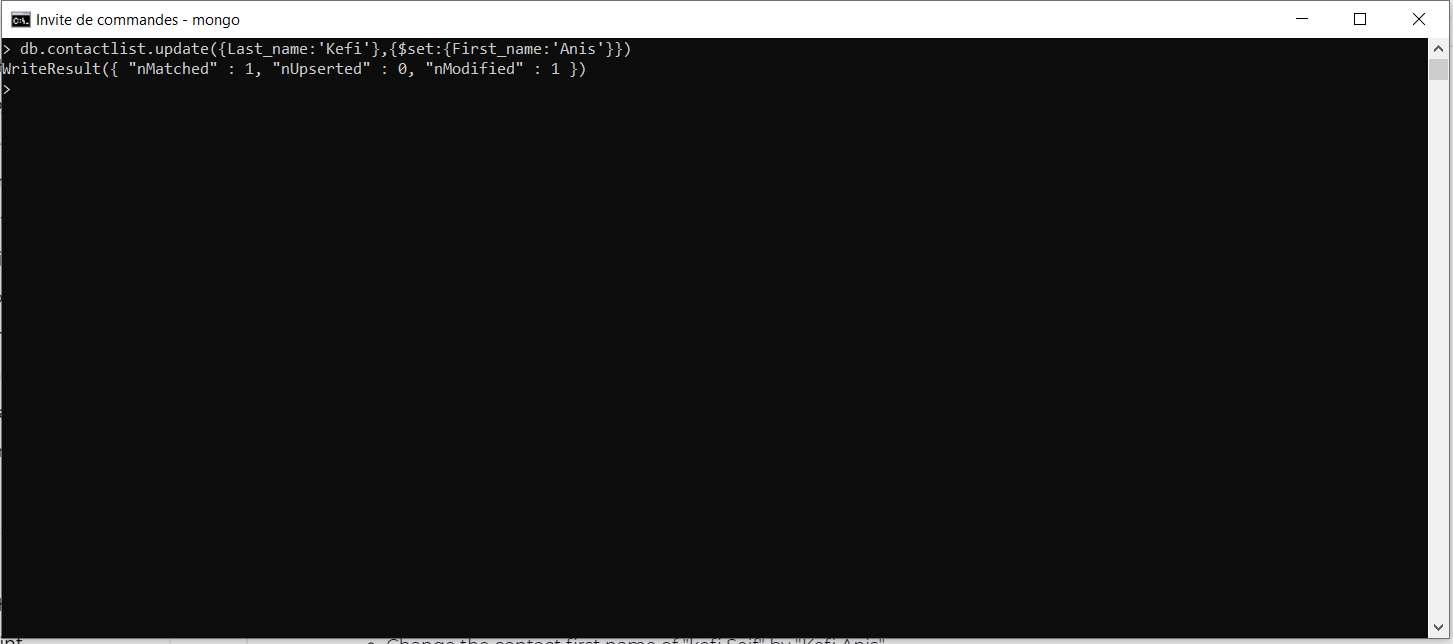 Invite de commandes - mongo
> db.contactlist.update({Last_name:'Kefi'},{$set:{First_name:'Anis'}})
WriteResult({ "nMatched" : 1, "nUpserted" : 0, "nModified" : 1 })
>
int
• Change the contact first name of "kefi Seif" by "Kefi Anis"